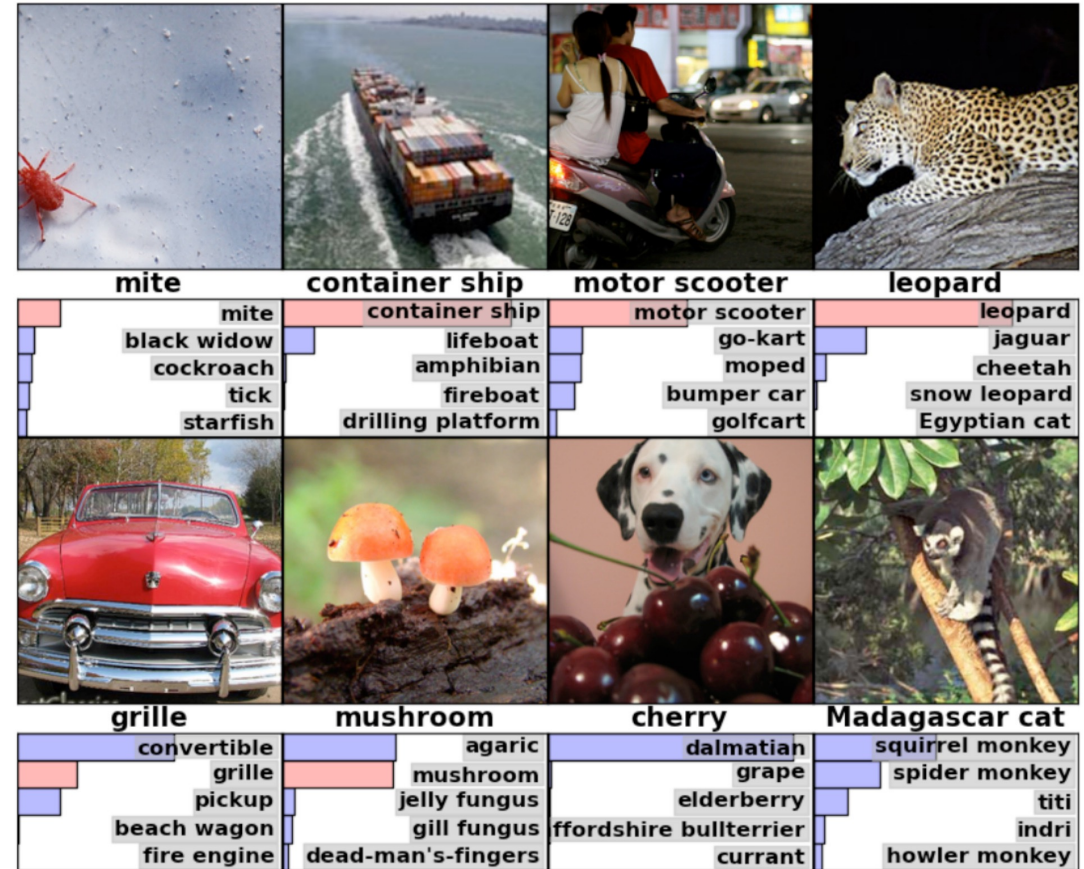 T-128
mite
container ship
motor scooter
leopard
mite
black widow
cockroach
tick
starfish
container ship
lifeboat
amphibian
fireboat
drilling platform
motor scooter
go-kart
moped
bumper car
golfcart
leopard
jaguar
cheetah
snow leopard
Egyptian cat
grille
mushroom
cherry
Madagascar cat
convertible
grille
pickup
beach wagon
fire engine
agaric
mushroom
jelly fungus
gill fungus
dead-man's-fingers
dalmatian
grape
elderberry
ffordshire bullterrier
currant
squirrel monkey
spider monkey
titi
indri
howler monkey